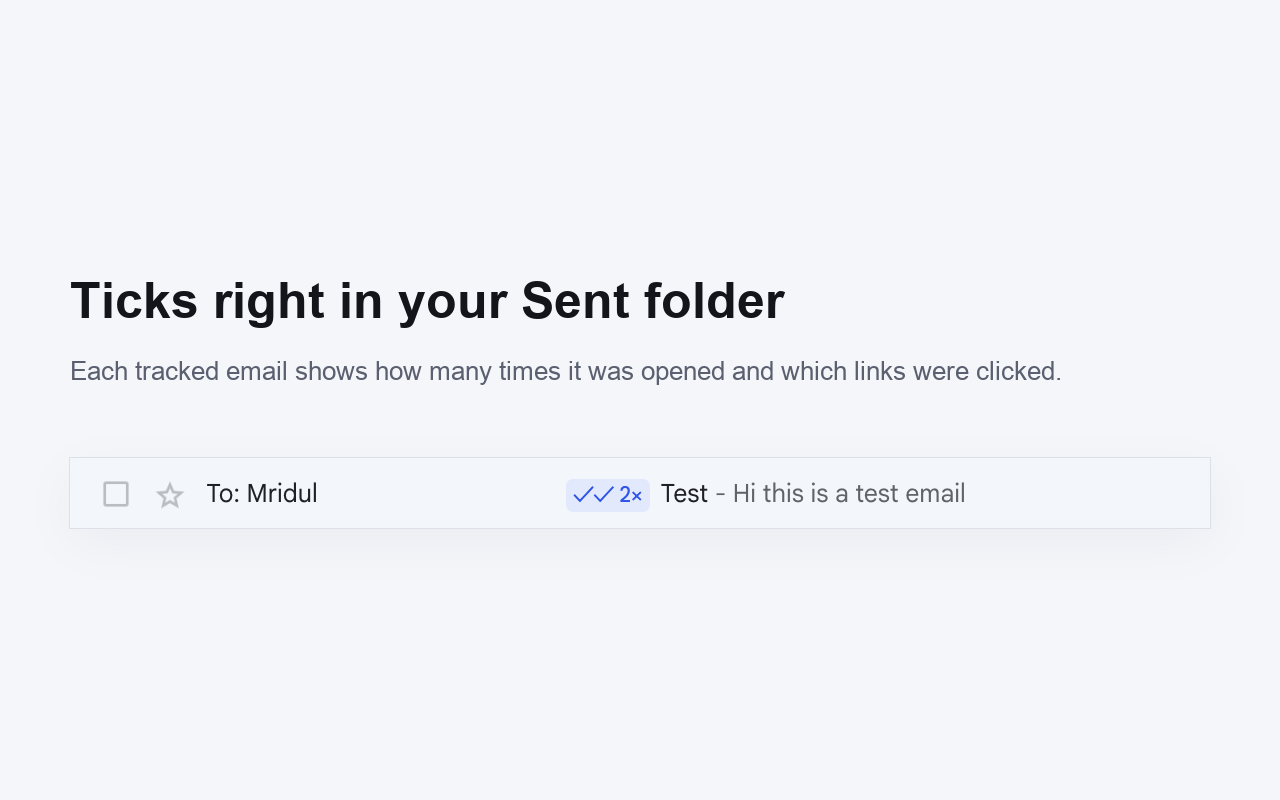 Ticks right in your Sent folder
Each tracked email shows how many times it was opened and which links were clicked.
To: Mridul ✓✓ 2× Test - Hi this is a test email